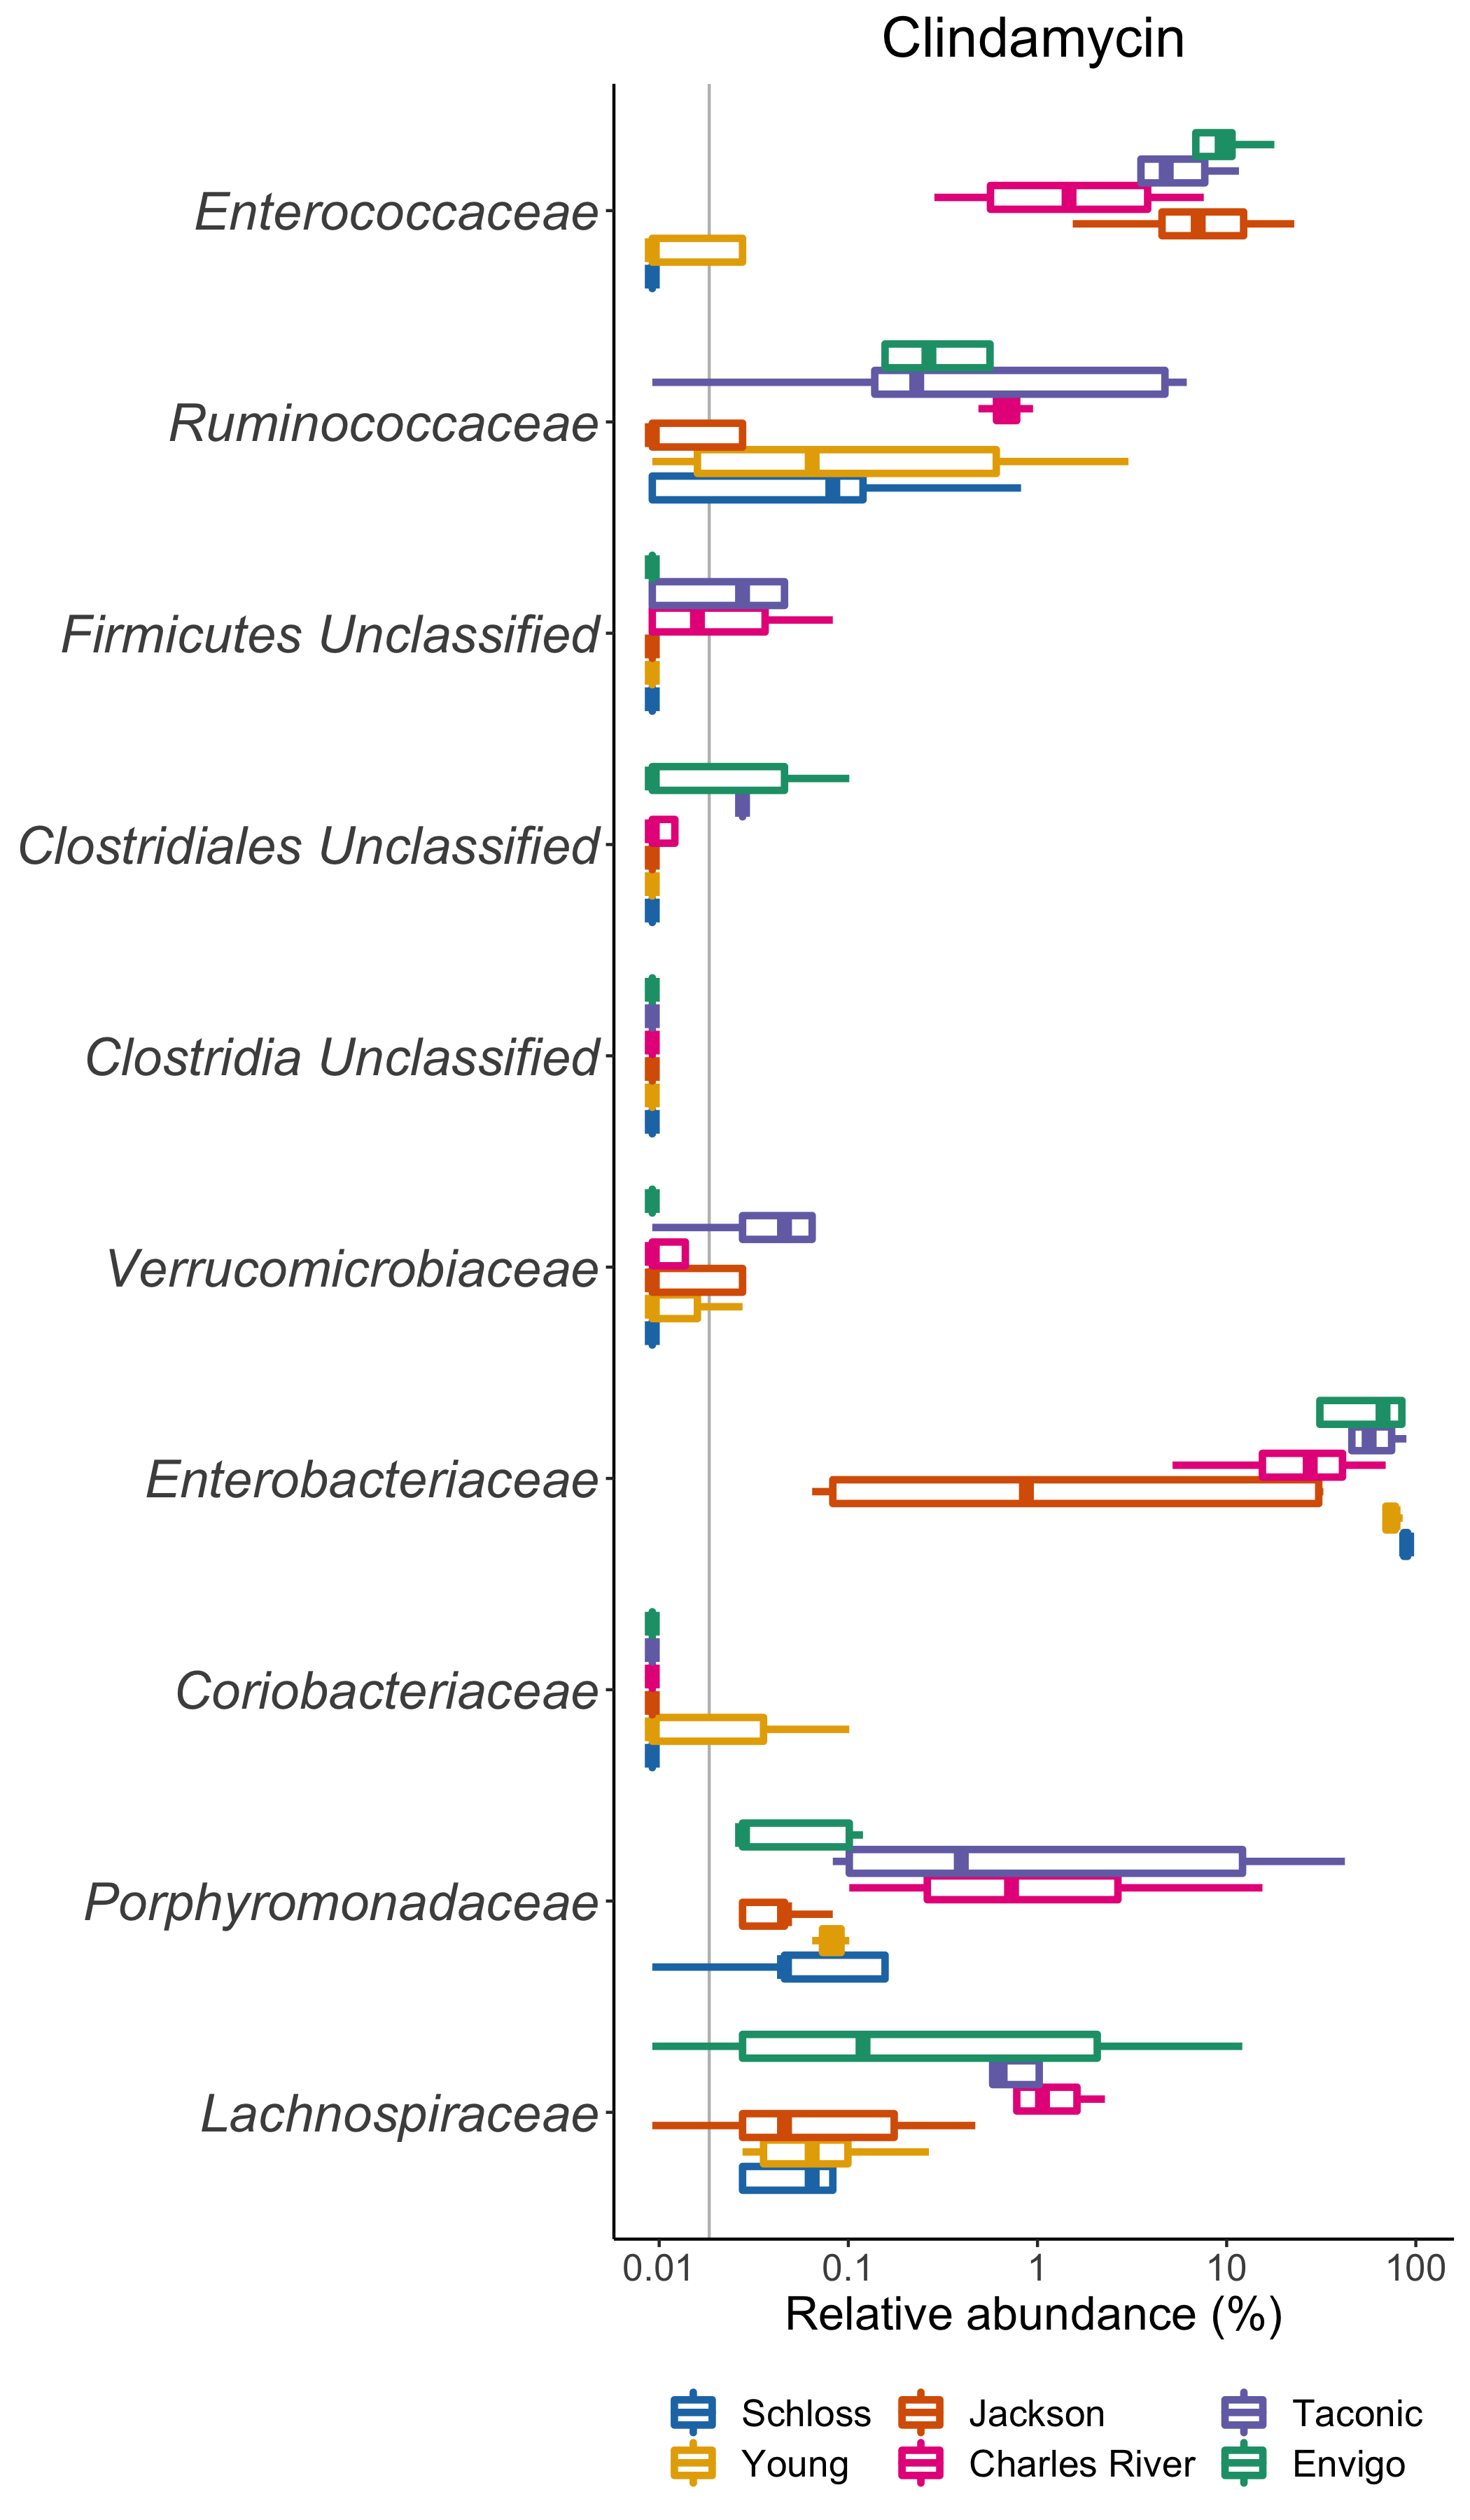 Clindamycin
Enterococcaceae
Ruminococcaceae
Firmicutes Unclassified
Clostridiales Unclassified
Clostridia Unclassified
Verrucomicrobiaceae
Enterobacteriaceae
Coriobacteriaceae
Porphyromonadaceae
Lachnospiraceae
0.01 0.1 1 10 100
Relative abundance (%)
Schloss Jackson Taconic
Young Charles River Envigo